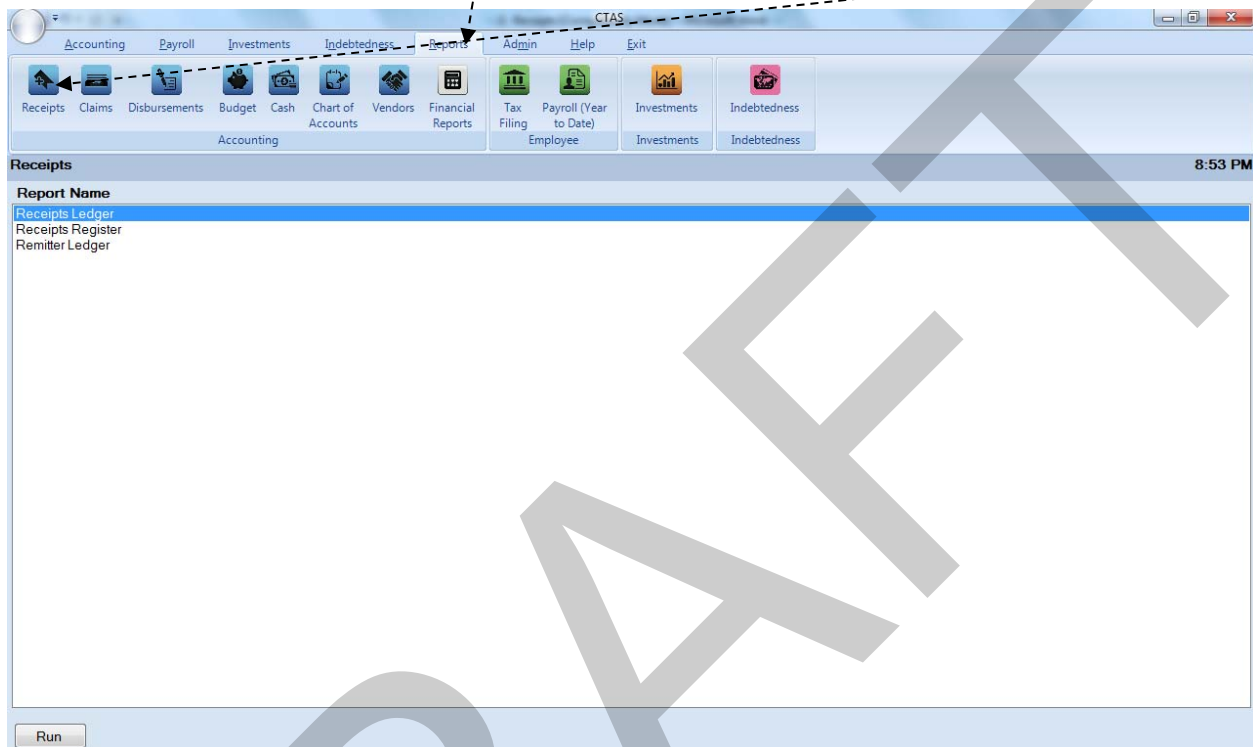 CTAS
Accounting Payroll Investments Indebtedness Reports Admin Help Exit
Receipts Claims Disbursements Budget Cash Chart of Accounts Vendors Financial Reports Tax Filing Payroll (Year to Date) Investments Indebtedness
Accounting Employee Investments Indebtedness
Receipts 8:53 PM
Report Name
Receipts Ledger
Receipts Register
Remitter Ledger
Run
DRAFT